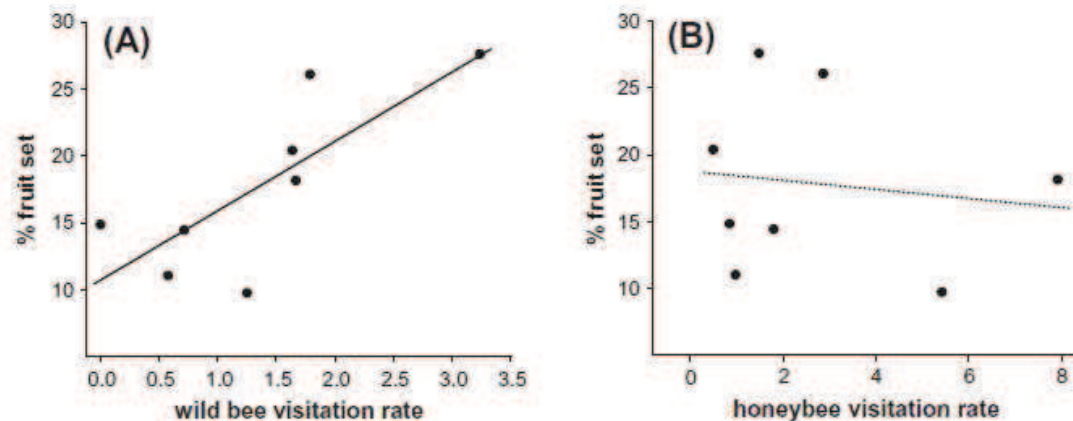 (A)
% fruit set
30
25
20
15
10
0.0 0.5 1.0 1.5 2.0 2.5 3.0 3.5
wild bee visitation rate
(B)
% fruit set
30
25
20
15
10
0 2 4 6 8
honeybee visitation rate